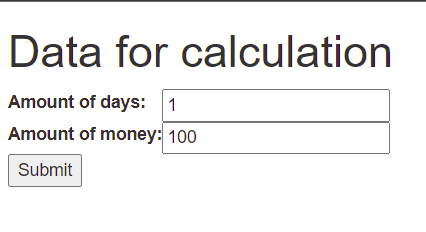 Data for calculation
Amount of days: 1
Amount of money: 100
Submit